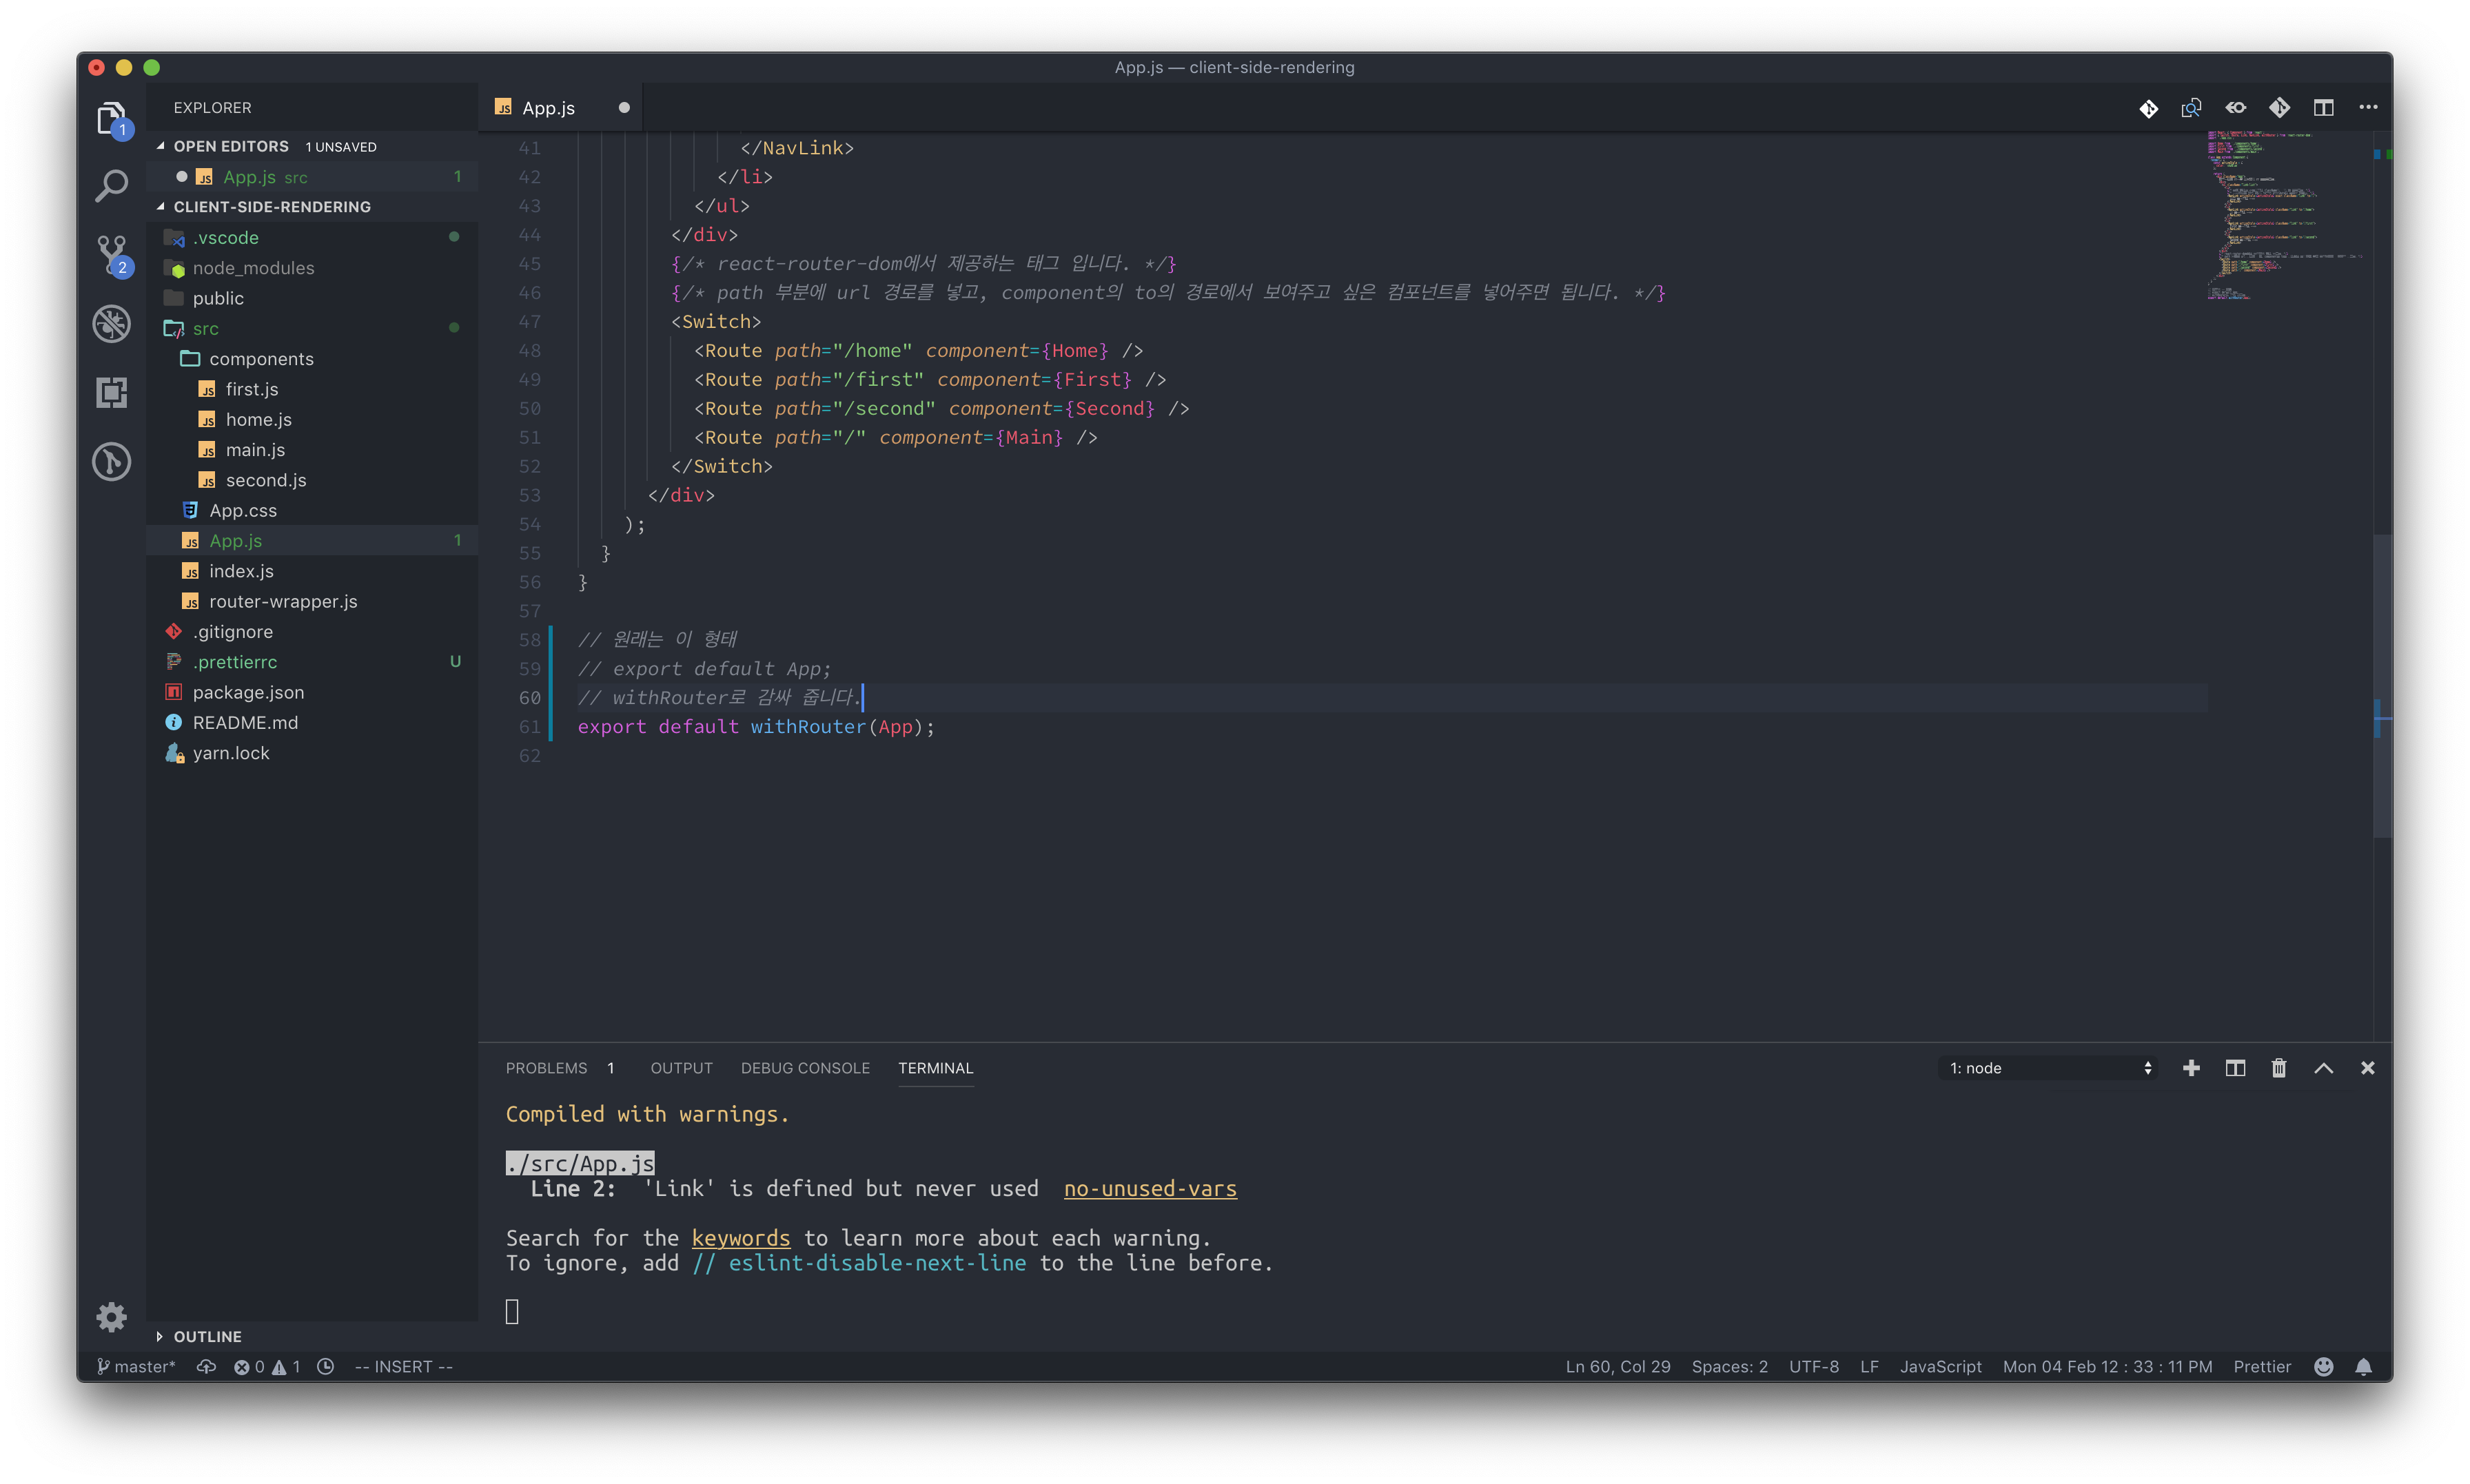 App.js — client-side-rendering
EXPLORER
OPEN EDITORS 1 UNSAVED
App.js src 1
CLIENT-SIDE-RENDERING
.vscode
node_modules
public
src
components
first.js
home.js
main.js
second.js
App.css
App.js 1
index.js
router-wrapper.js
.gitignore
.prettierrc U
package.json
README.md
yarn.lock
OUTLINE
1
2
App.js
41 </NavLink>
42 </li>
43 </ul>
44 </div>
45 {/* react-router-dom에서 제공하는 태그 입니다. */}
46 {/* path 부분에 url 경로를 넣고, component의 to의 경로에서 보여주고 싶은 컴포넌트를 넣어주면 됩니다. */}
47 <Switch>
48 <Route path="/home" component={Home} />
49 <Route path="/first" component={First} />
50 <Route path="/second" component={Second} />
51 <Route path="/" component={Main} />
52 </Switch>
53 </div>
54 );
55 }
56 }
57
58 // 원래는 이 형태
59 // export default App;
60 // withRouter로 감싸 줍니다.
61 export default withRouter(App);
62
PROBLEMS 1 OUTPUT DEBUG CONSOLE TERMINAL 1: node
Compiled with warnings.
./src/App.js
Line 2: 'Link' is defined but never used no-unused-vars
Search for the keywords to learn more about each warning.
To ignore, add // eslint-disable-next-line to the line before.
master* 0 1 -- INSERT -- Ln 60, Col 29 Spaces: 2 UTF-8 LF JavaScript Mon 04 Feb 12 : 33 : 11 PM Prettier